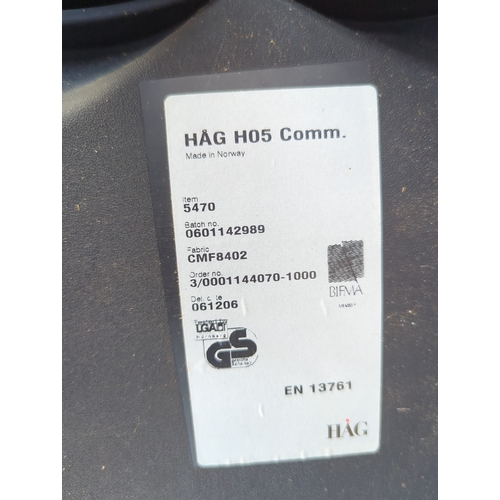 HÅG H05 Comm.
Made in Norway
Item
5470
Batch no.
0601142989
Fabric
CMF8402
Order no.
3/0001144070-1000
061206
BIFMA
LGA
GS
EN 13761
HÅG